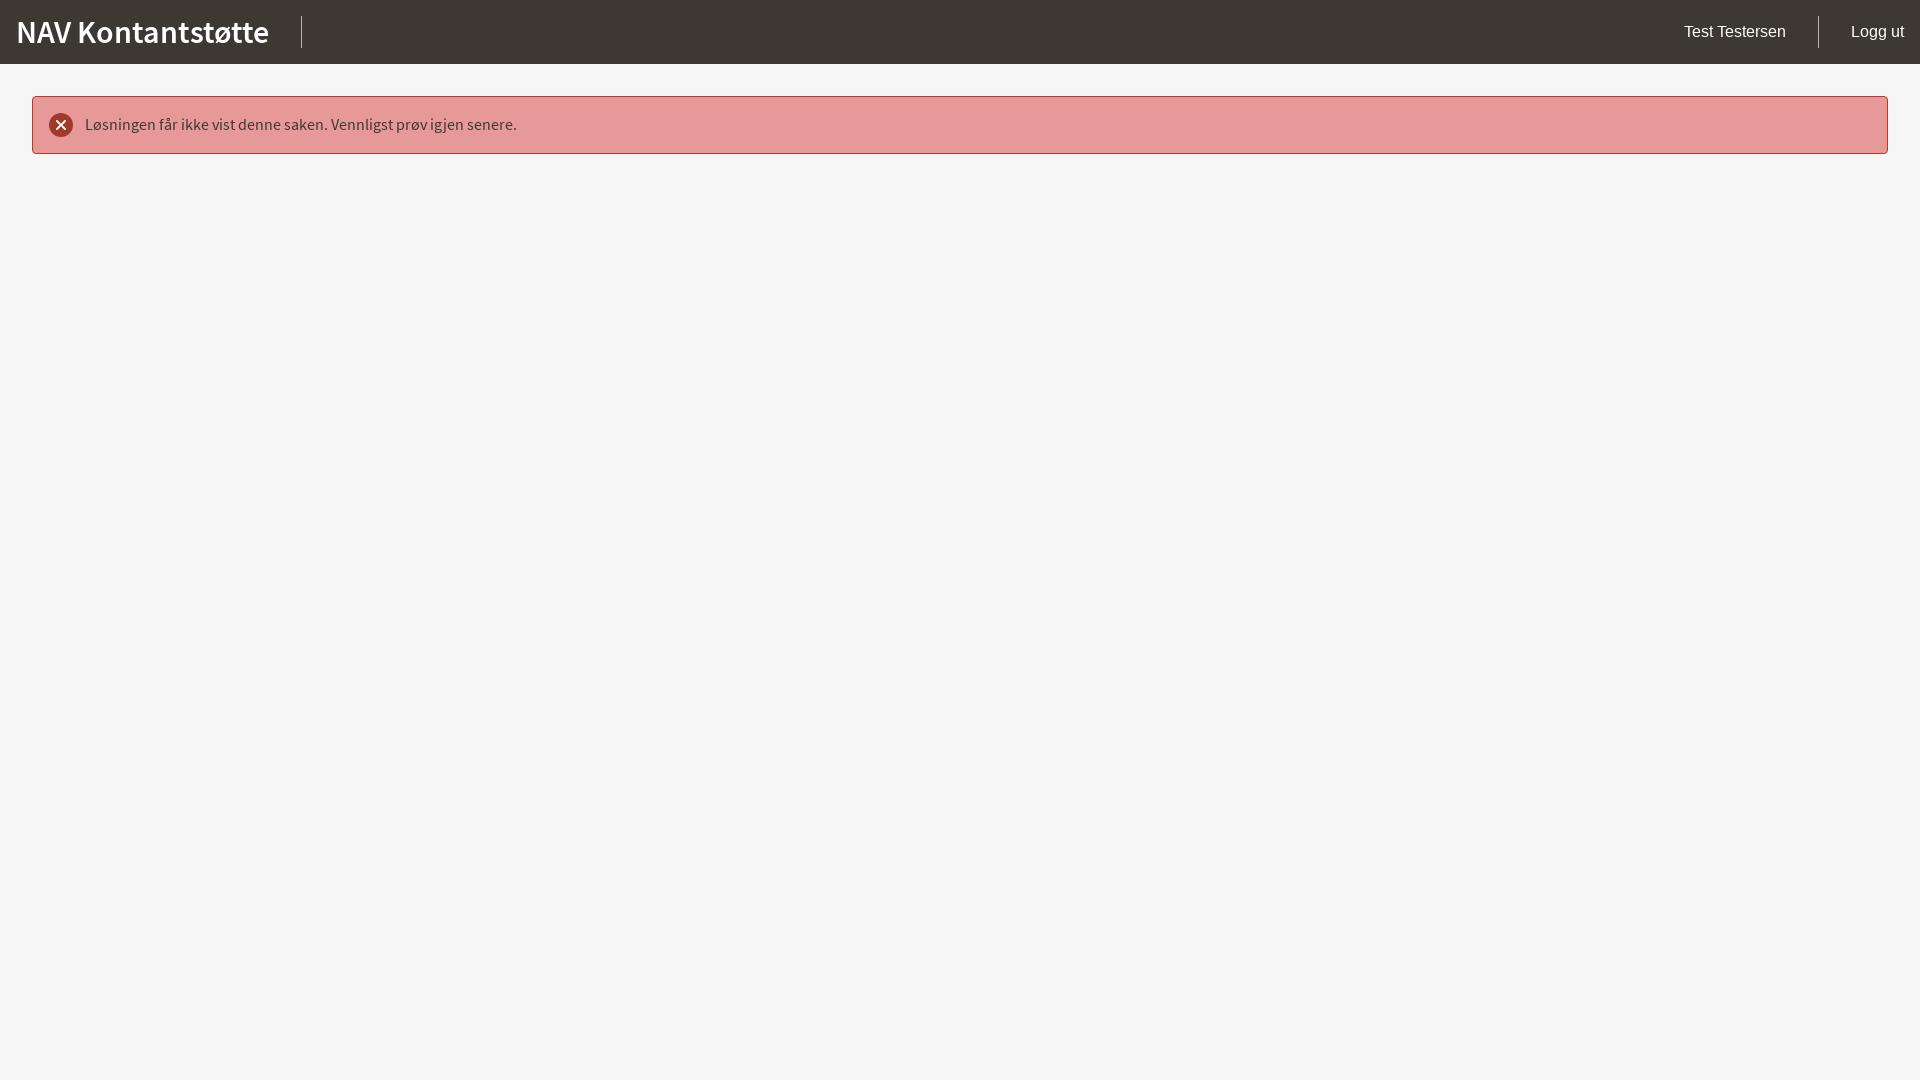 NAV Kontantstøtte
Test Testersen
Logg ut
Løsningen får ikke vist denne saken. Vennligst prøv igjen senere.